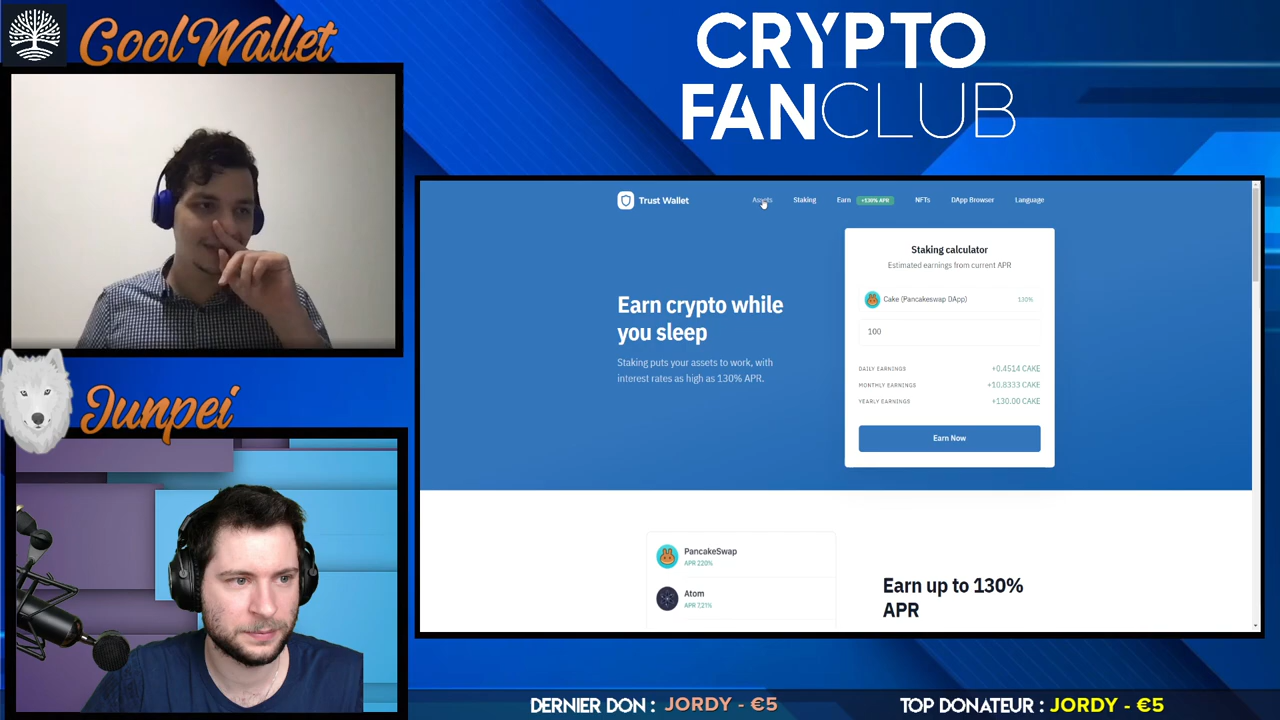 CoolWallet
CRYPTO
FANCLUB
Trust Wallet
Assets
Staking
Earn
+130% APR
NFTs
DApp Browser
Language
Earn crypto while
you sleep
Staking puts your assets to work, with
interest rates as high as 130% APR.
Staking calculator
Estimated earnings from current APR
Cake (Pancakeswap DApp)
130%
100
DAILY EARNINGS
+0.4514 CAKE
MONTHLY EARNINGS
+10.8333 CAKE
YEARLY EARNINGS
+130.00 CAKE
Earn Now
Junpei
PancakeSwap
APR 220%
Atom
APR 7,21%
Earn up to 130%
APR
DERNIER DON : JORDY - €5
TOP DONATEUR : JORDY - €5